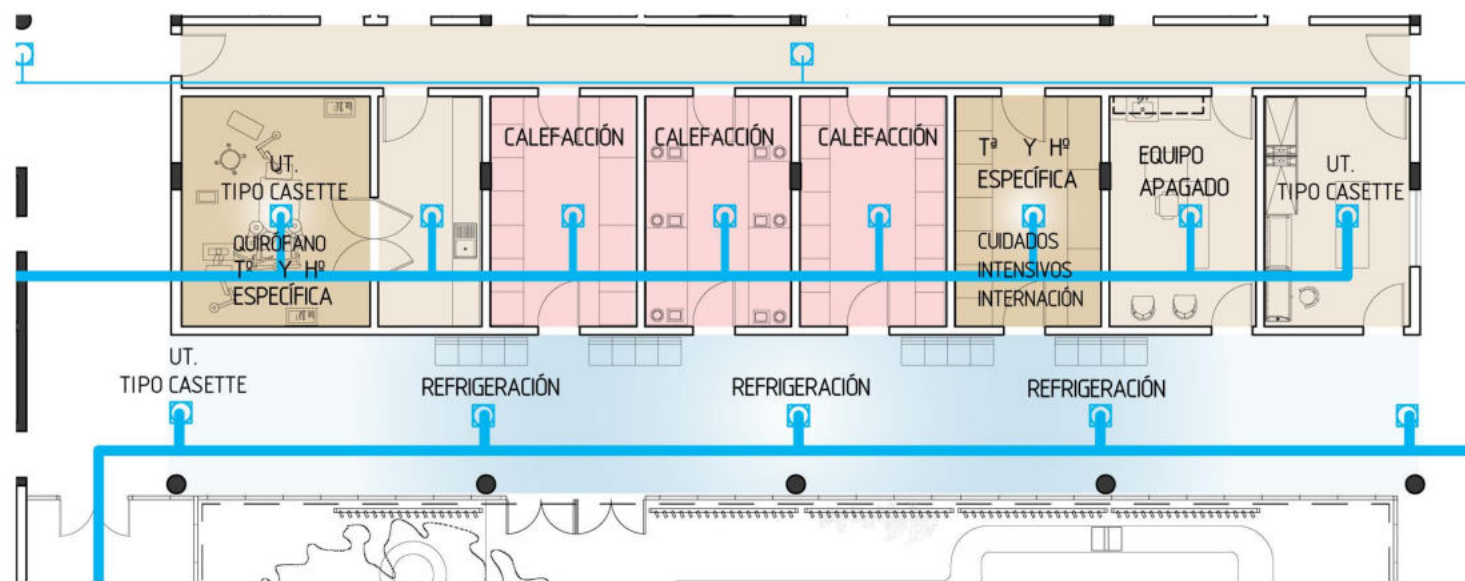 CALEFACCIÓN
CALEFACCIÓN
CALEFACCIÓN
UT.
TIPO CASETTE
QUIRÓFANO
Tº Y Hº
ESPECÍFICA
Tª Y Hº
ESPECÍFICA
CUIDADOS
INTENSIVOS
INTERNACIÓN
EQUIPO
APAGADO
UT.
TIPO CASETTE
UT.
TIPO CASETTE
REFRIGERACIÓN
REFRIGERACIÓN
REFRIGERACIÓN